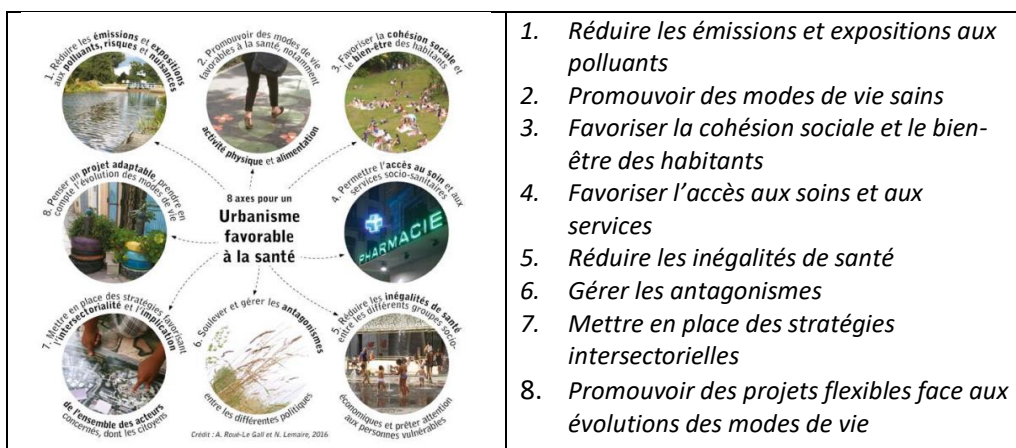 1. Réduire les émissions et expositions
aux polluants, risques et nuisances
2. Promouvoir des modes de vie
favorables à la santé, notamment
activité physique et alimentation
3. Favoriser la cohésion sociale et
le bien-être des habitants
8. Penser un projet adaptable, prendre en
compte l'évolution des modes de vie
8 axes pour un
Urbanisme
favorable
à la santé
4. Permettre l'accès au soin et aux
services socio-sanitaires
PHARMACIE
7. Mettre en place des stratégies favorisant
l'intersectorialité et l'implication
de l'ensemble des acteurs
concernés, dont les citoyens
6. Soulever et gérer les antagonismes
entre les différentes politiques
5. Réduire les inégalités de santé
entre les différents groupes socio-
économiques et prêter attention
aux personnes vulnérables
Crédit : A. Roué-Le Gall et N. Lemaire, 2016
1. Réduire les émissions et expositions aux
polluants
2. Promouvoir des modes de vie sains
3. Favoriser la cohésion sociale et le bien-
être des habitants
4. Favoriser l'accès aux soins et aux
services
5. Réduire les inégalités de santé
6. Gérer les antagonismes
7. Mettre en place des stratégies
intersectorielles
8. Promouvoir des projets flexibles face aux
évolutions des modes de vie